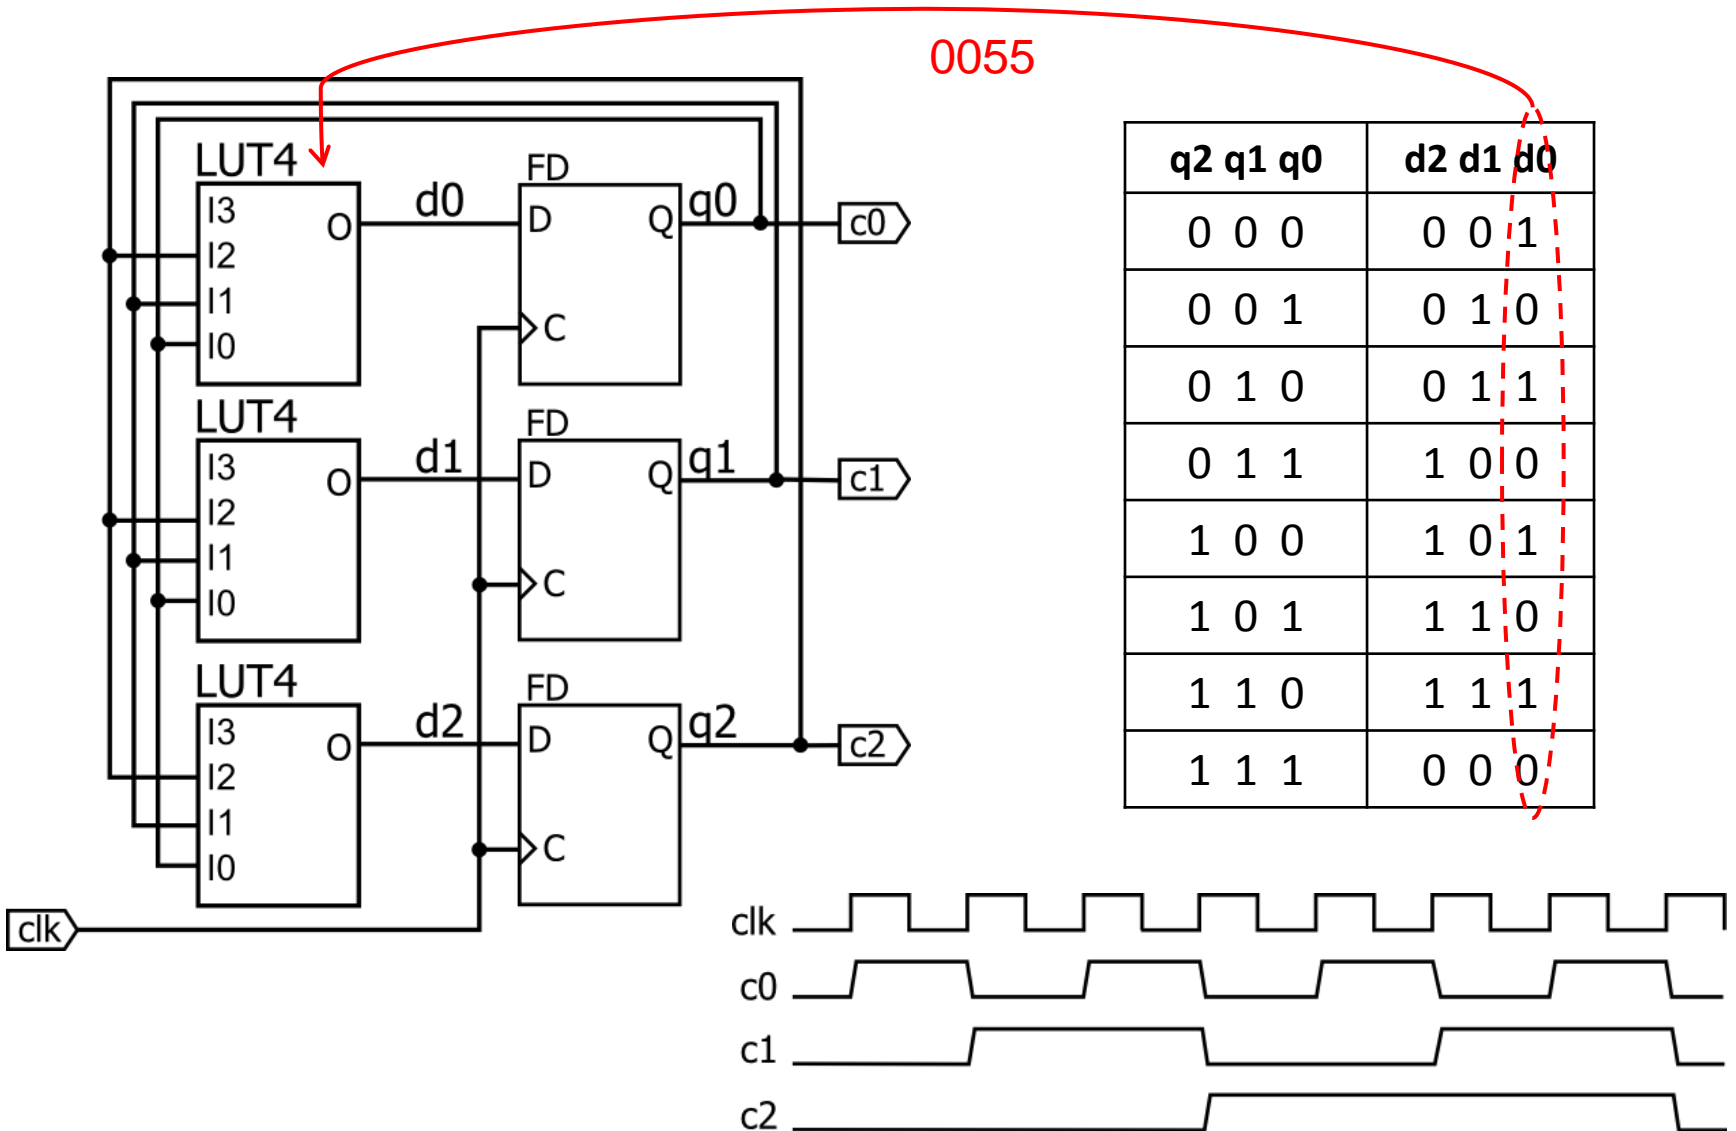 0055
LUT4
I3
I2
I1
I0
O
d0
FD
D
Q
C
q0
c0
LUT4
I3
I2
I1
I0
O
d1
FD
D
Q
C
q1
c1
LUT4
I3
I2
I1
I0
O
d2
FD
D
Q
C
q2
c2
clk
q2 q1 q0 d2 d1 d0
0 0 0 0 0 1
0 0 1 0 1 0
0 1 0 0 1 1
0 1 1 1 0 0
1 0 0 1 0 1
1 0 1 1 1 0
1 1 0 1 1 1
1 1 1 0 0 0
clk
c0
c1
c2